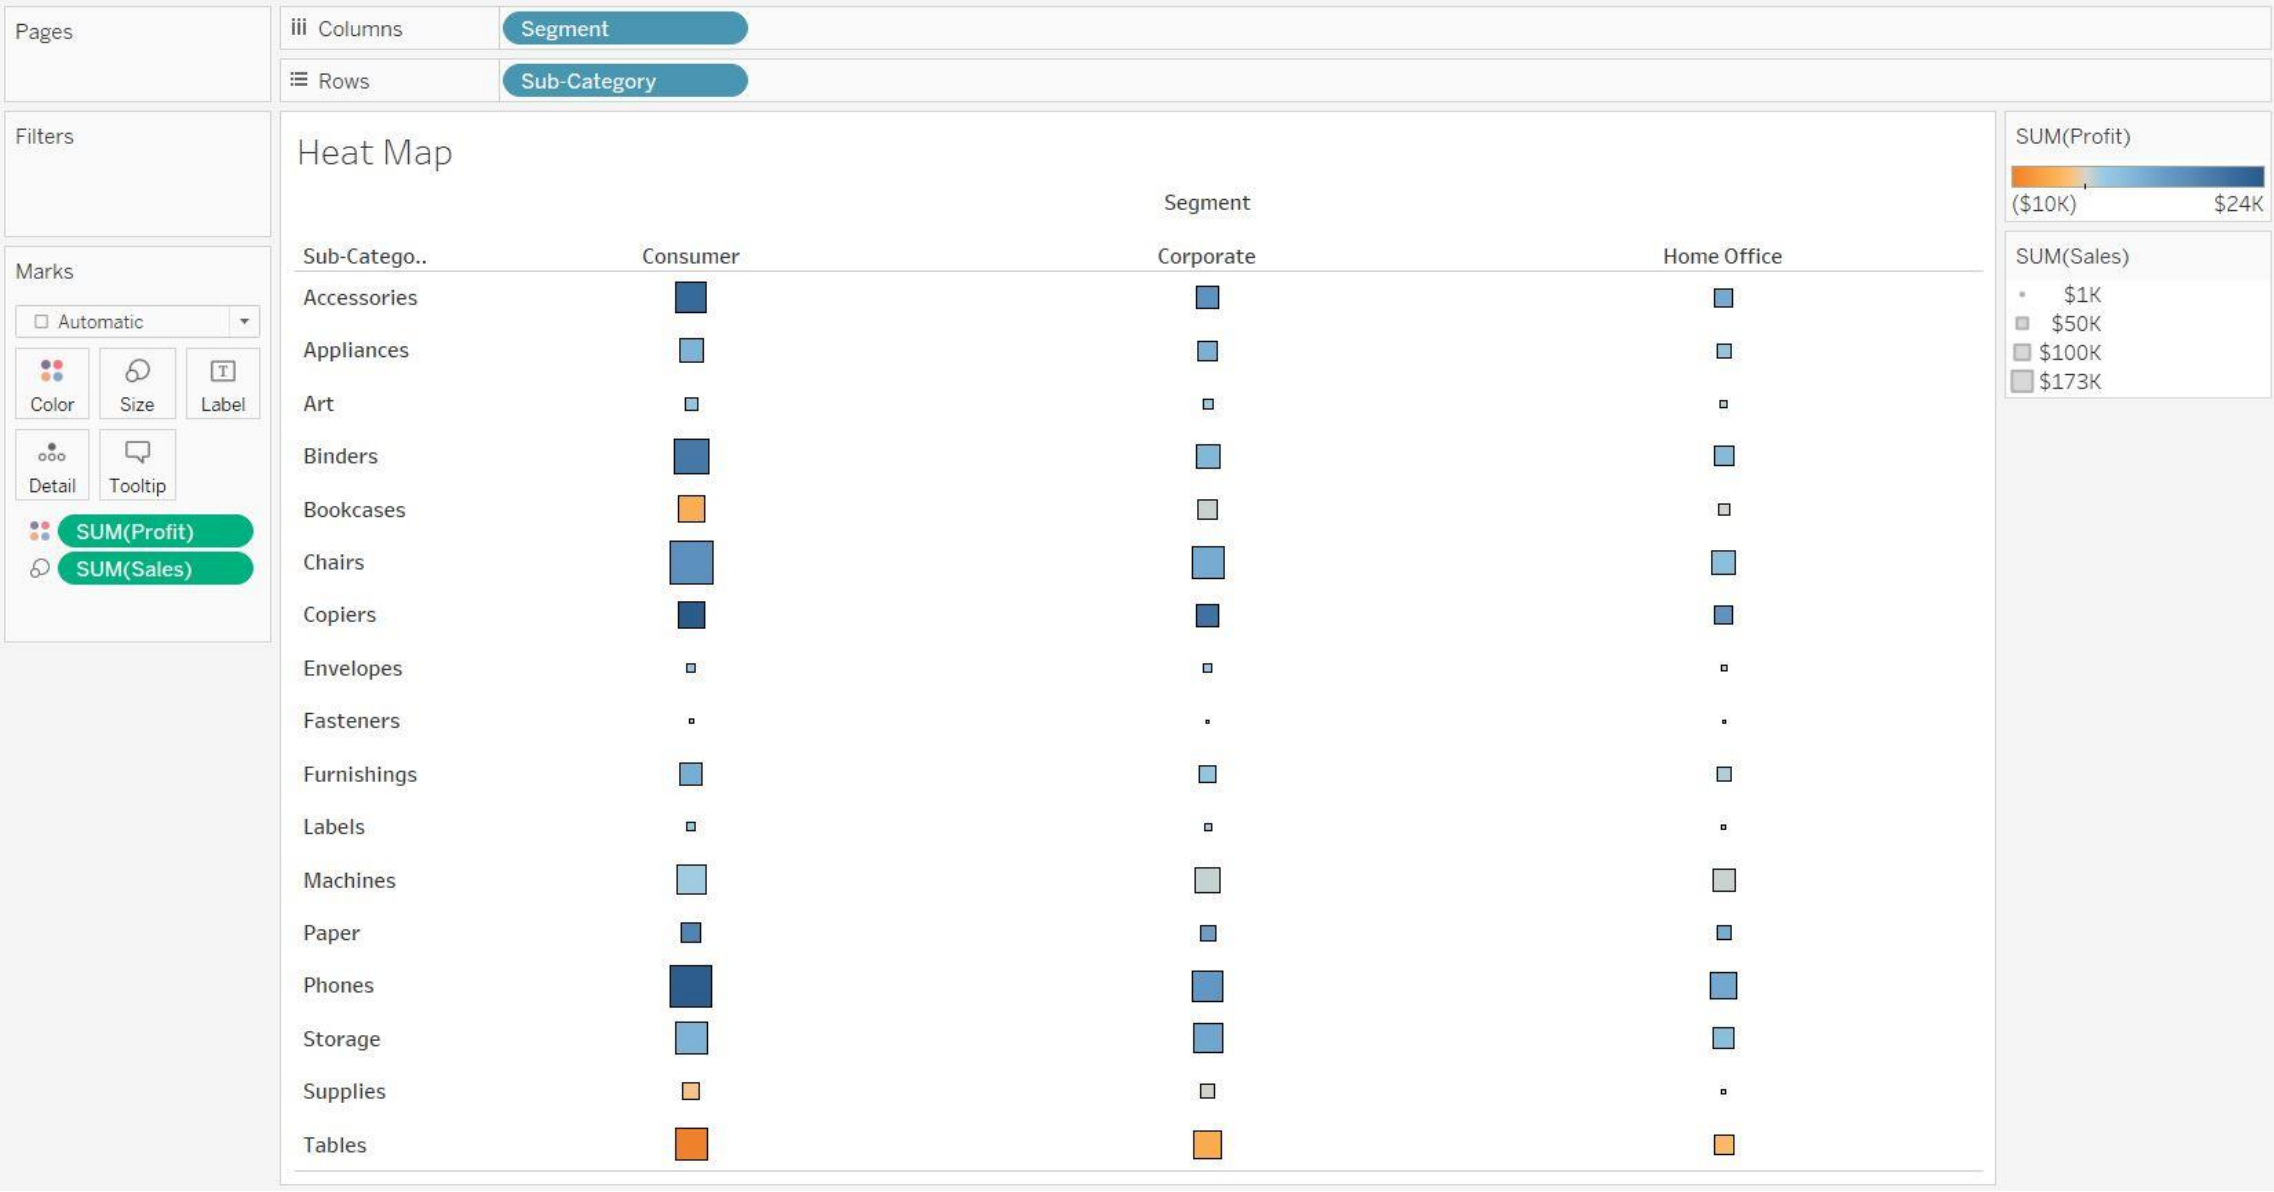 Pages
Columns Segment
Rows Sub-Category
Filters
Marks
Automatic
Color Size Label
Detail Tooltip
SUM(Profit)
SUM(Sales)
Heat Map
Segment
Sub-Catego.. Consumer Corporate Home Office
Accessories
Appliances
Art
Binders
Bookcases
Chairs
Copiers
Envelopes
Fasteners
Furnishings
Labels
Machines
Paper
Phones
Storage
Supplies
Tables
SUM(Profit)
($10K) $24K
SUM(Sales)
$1K
$50K
$100K
$173K